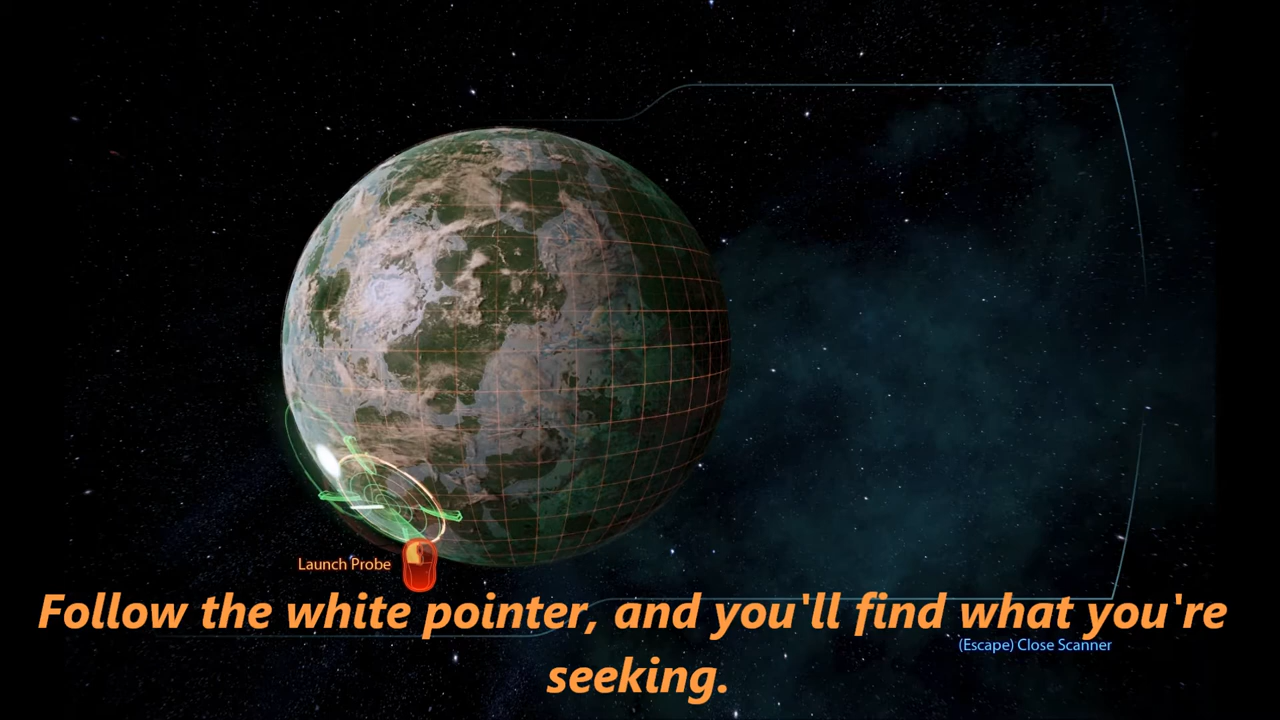 Launch Probe
Follow the white pointer, and you'll find what you're
(Escape) Close Scanner
seeking.